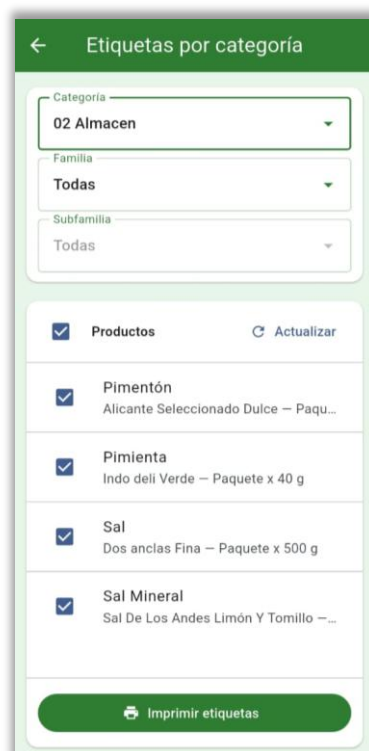 Etiquetas por categoría
Categoría
02 Almacen
Familia
Todas
Subfamilia
Todas
Productos
Actualizar
Pimentón
Alicante Seleccionado Dulce — Paqu...
Pimienta
Indo deli Verde — Paquete x 40 g
Sal
Dos anclas Fina — Paquete x 500 g
Sal Mineral
Sal De Los Andes Limón Y Tomillo —...
Imprimir etiquetas